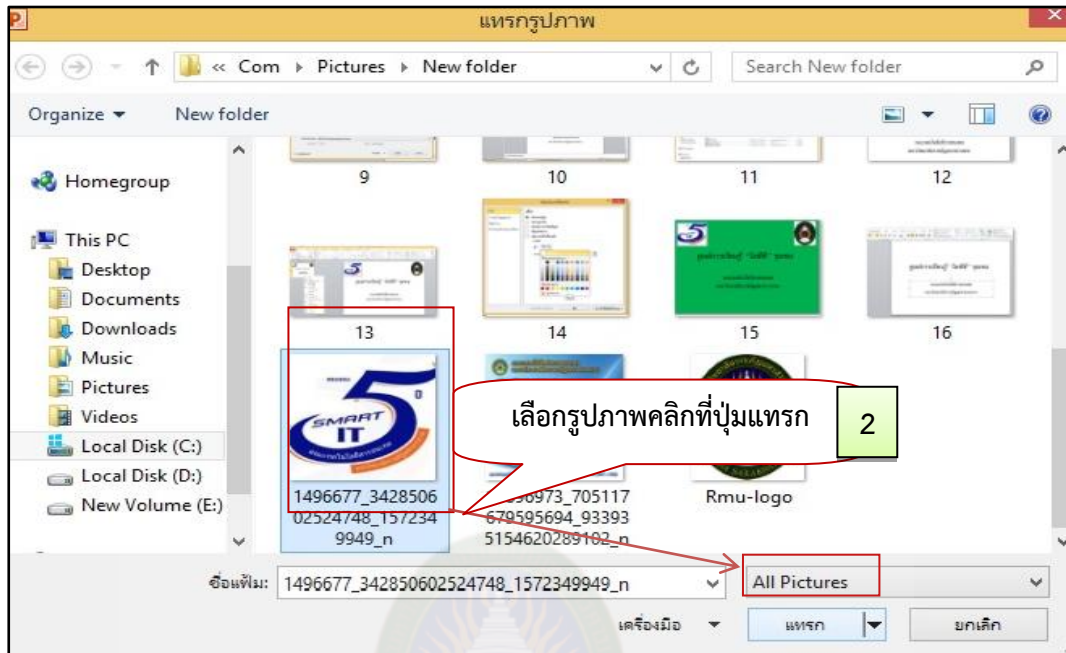 แทรกรูปภาพ
« Com Pictures New folder
Search New folder
Organize New folder
Homegroup
This PC
Desktop
Documents
Downloads
Music
Pictures
Videos
Local Disk (C:)
Local Disk (D:)
New Volume (E:)
9 10 11 12
13 14 15 16
5
SMART
IT
เลือกรูปภาพคลิกที่ปุ่มแทรก
2
1496677_3428506
02524748_157234
9949_n
679595694_93393
5154620289102_n
Rmu-logo
ชื่อแฟ้ม: 1496677_342850602524748_1572349949_n
All Pictures
เครื่องมือ แทรก ยกเลิก